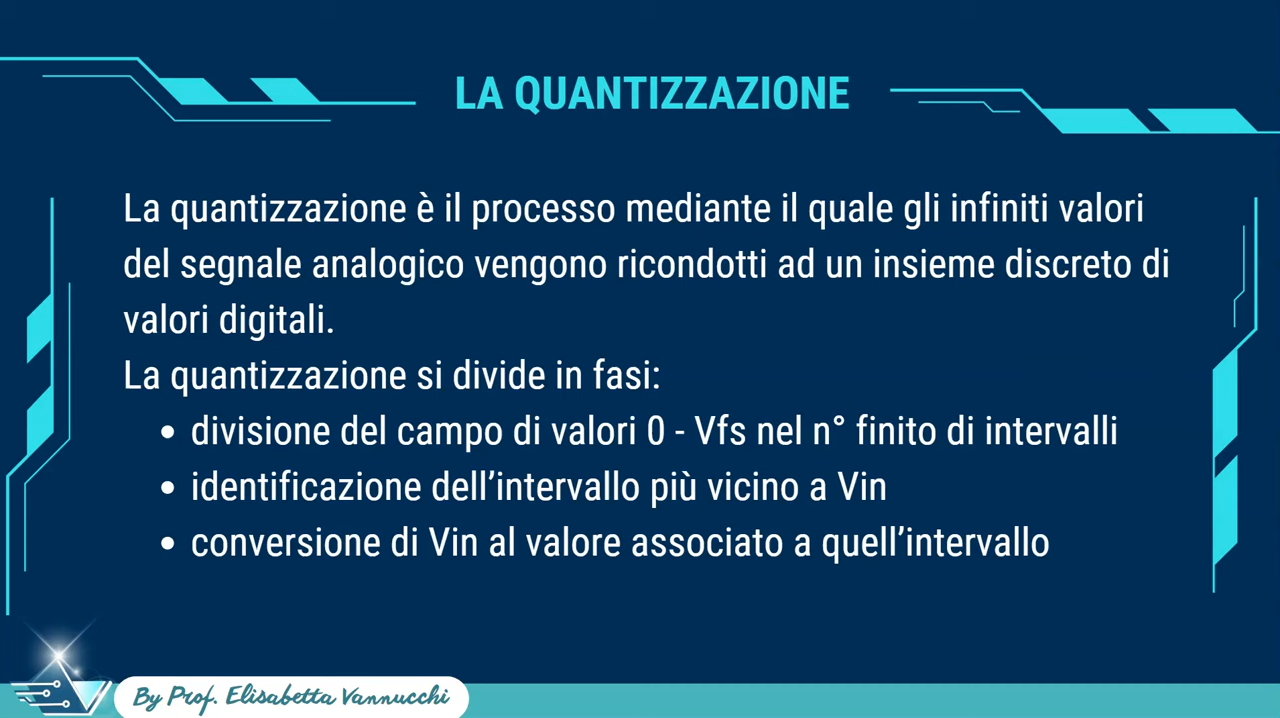 LA QUANTIZZAZIONE
La quantizzazione è il processo mediante il quale gli infiniti valori
del segnale analogico vengono ricondotti ad un insieme discreto di
valori digitali.
La quantizzazione si divide in fasi:
• divisione del campo di valori 0 - Vfs nel n° finito di intervalli
• identificazione dell’intervallo più vicino a Vin
• conversione di Vin al valore associato a quell’intervallo
By Prof. Elisabetta Vannucchi